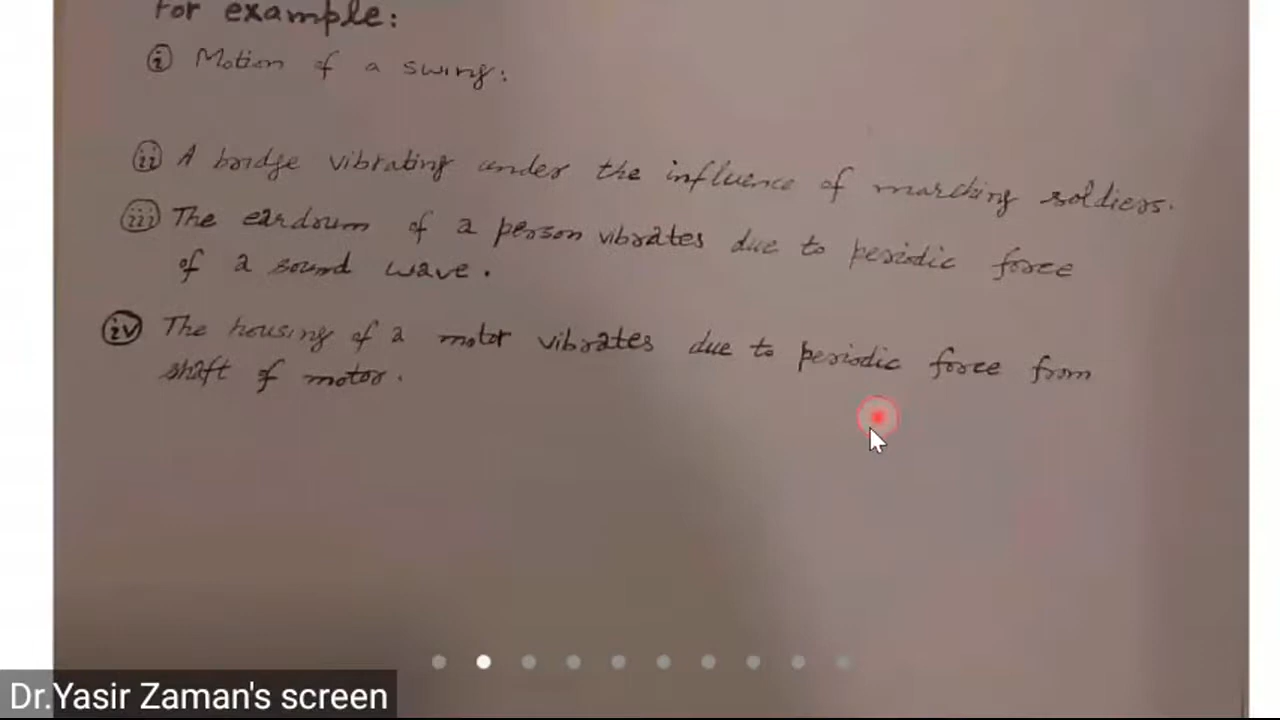 For example:
(i) Motion of a swing:
(ii) A bridge vibrating under the influence of marching soldiers.
(iii) The eardrum of a person vibrates due to periodic force
of a sound wave.
(iv) The housing of a motor vibrates due to periodic force from
shaft of motor.
Dr.Yasir Zaman's screen